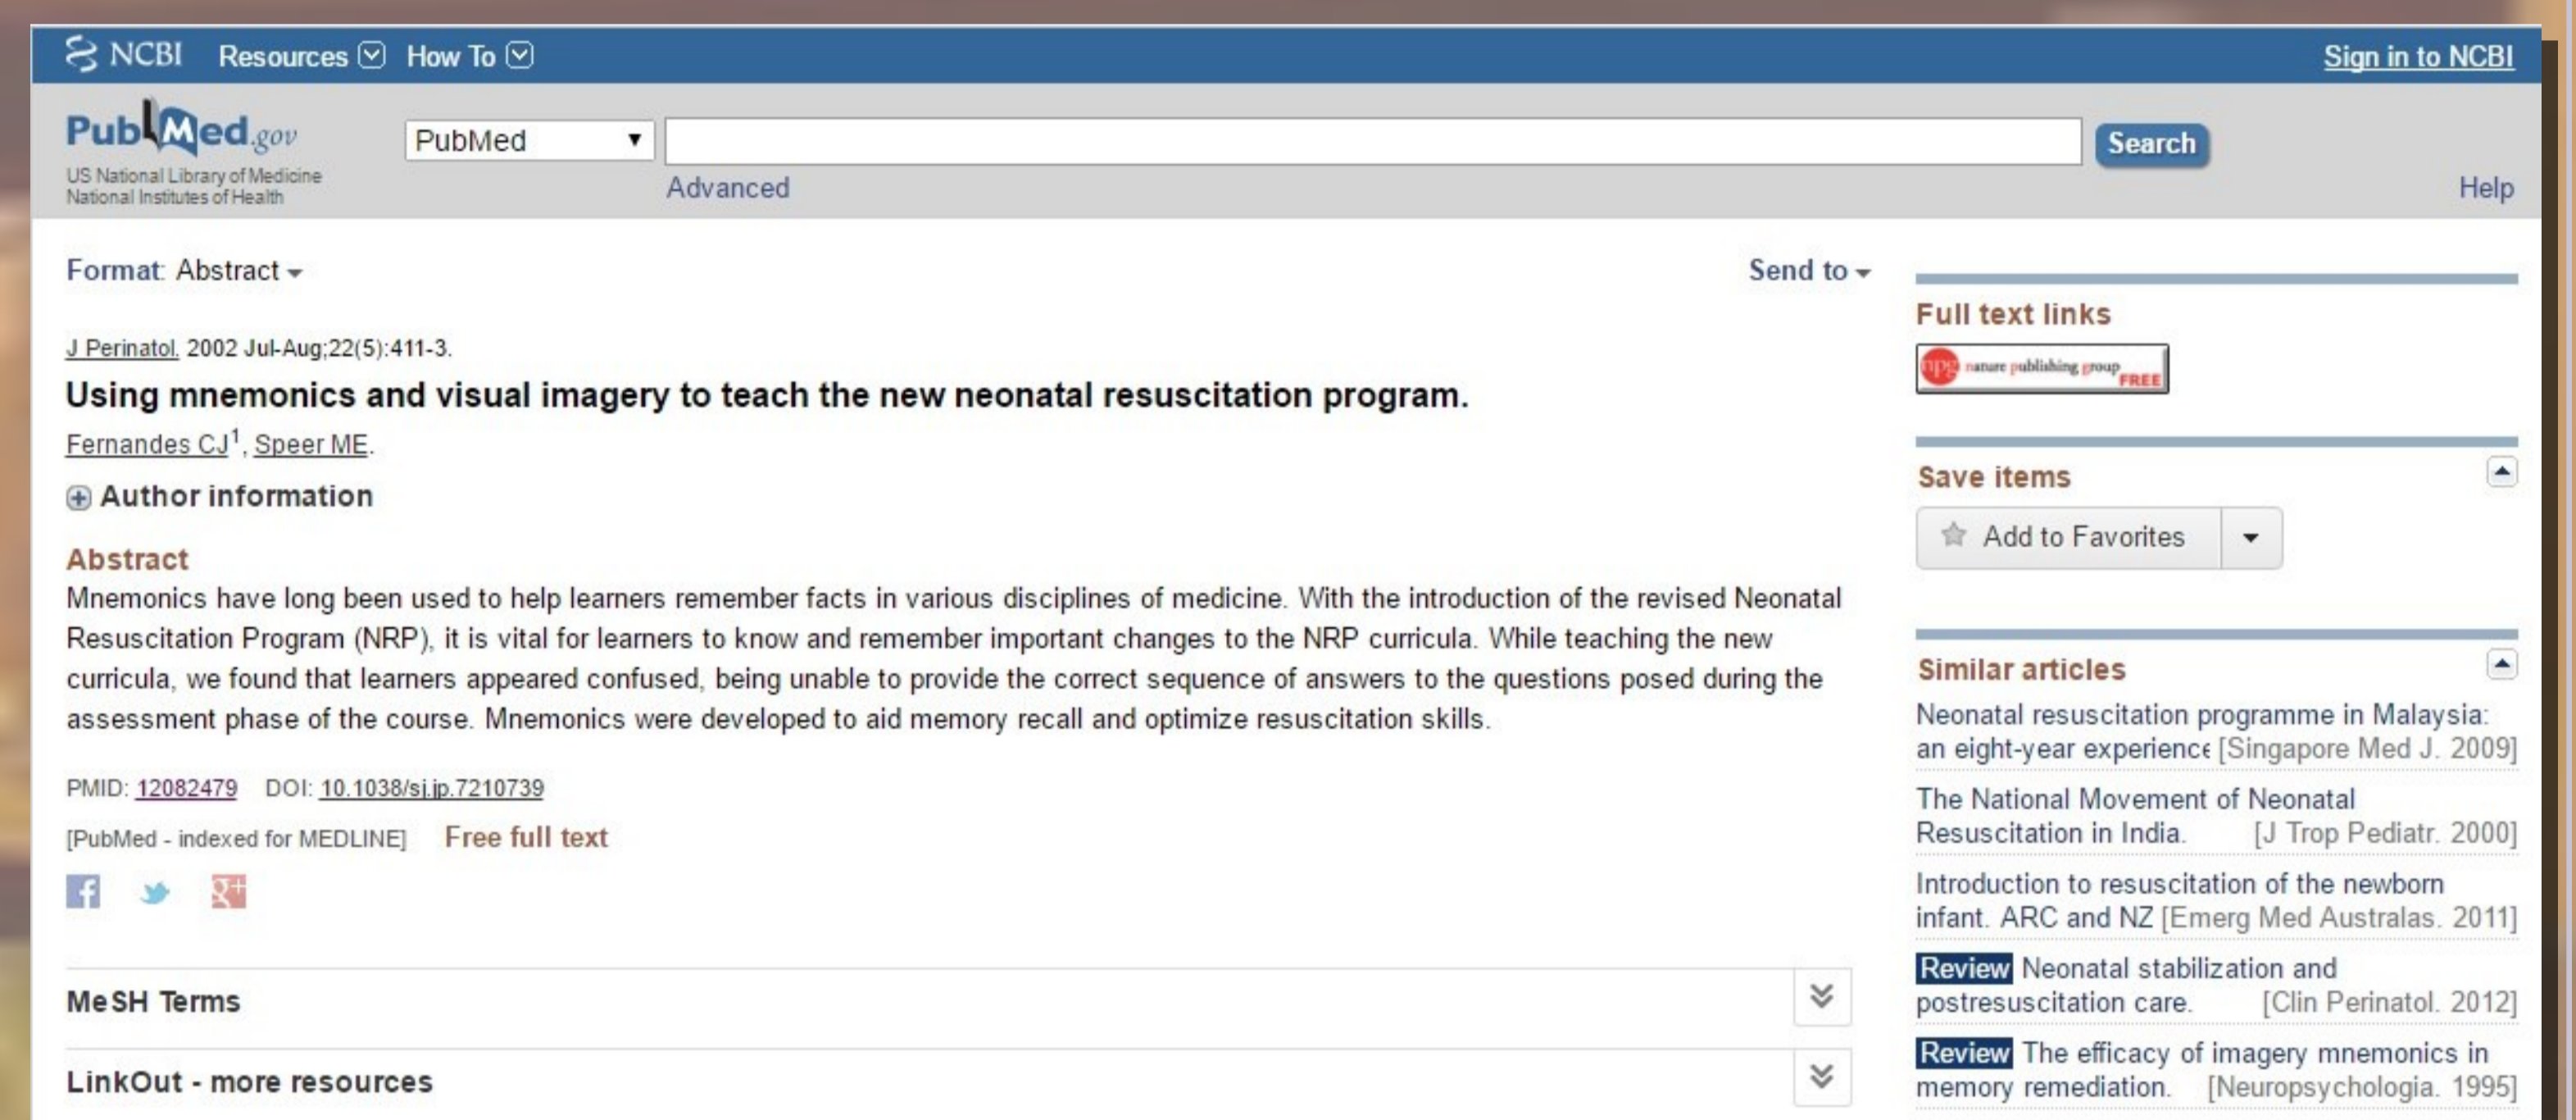 NCBI Resources How To Sign in to NCBI
PubMed.gov
US National Library of Medicine
National Institutes of Health
PubMed
Search
Advanced
Help
Format: Abstract
Send to
J Perinatol. 2002 Jul-Aug;22(5):411-3.
Using mnemonics and visual imagery to teach the new neonatal resuscitation program.
Fernandes CJ1, Speer ME.
Author information
Abstract
Mnemonics have long been used to help learners remember facts in various disciplines of medicine. With the introduction of the revised Neonatal
Resuscitation Program (NRP), it is vital for learners to know and remember important changes to the NRP curricula. While teaching the new
curricula, we found that learners appeared confused, being unable to provide the correct sequence of answers to the questions posed during the
assessment phase of the course. Mnemonics were developed to aid memory recall and optimize resuscitation skills.
PMID: 12082479 DOI: 10.1038/sj.jp.7210739
[PubMed - indexed for MEDLINE] Free full text
f g+
MeSH Terms
LinkOut - more resources
Full text links
npg nature publishing group
FREE
Save items
Add to Favorites
Similar articles
Neonatal resuscitation programme in Malaysia:
an eight-year experience [Singapore Med J. 2009]
The National Movement of Neonatal
Resuscitation in India. [J Trop Pediatr. 2000]
Introduction to resuscitation of the newborn
infant. ARC and NZ [Emerg Med Australas. 2011]
Review Neonatal stabilization and
postresuscitation care. [Clin Perinatol. 2012]
Review The efficacy of imagery mnemonics in
memory remediation. [Neuropsychologia. 1995]